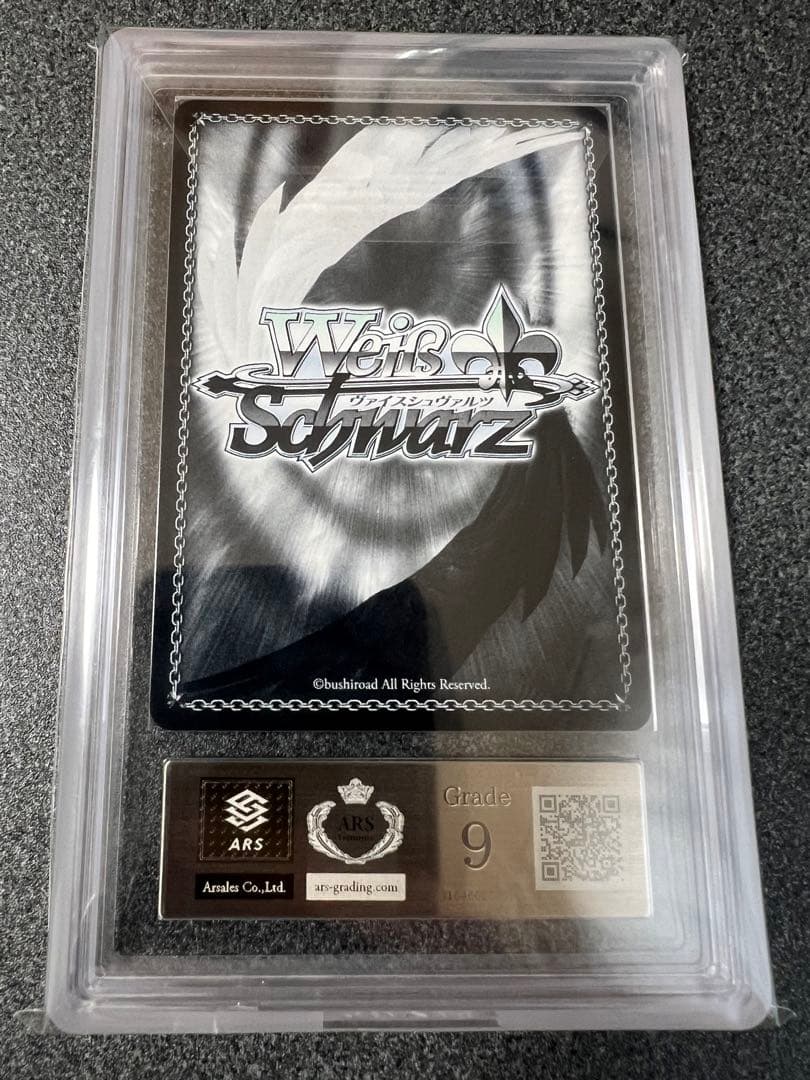 Weiß
ヴァイスシュヴァルツ
Schwarz
©bushiroad All Rights Reserved.
ARS
Arsales Co.,Ltd.
ARS
ars-grading.com
Grade
9